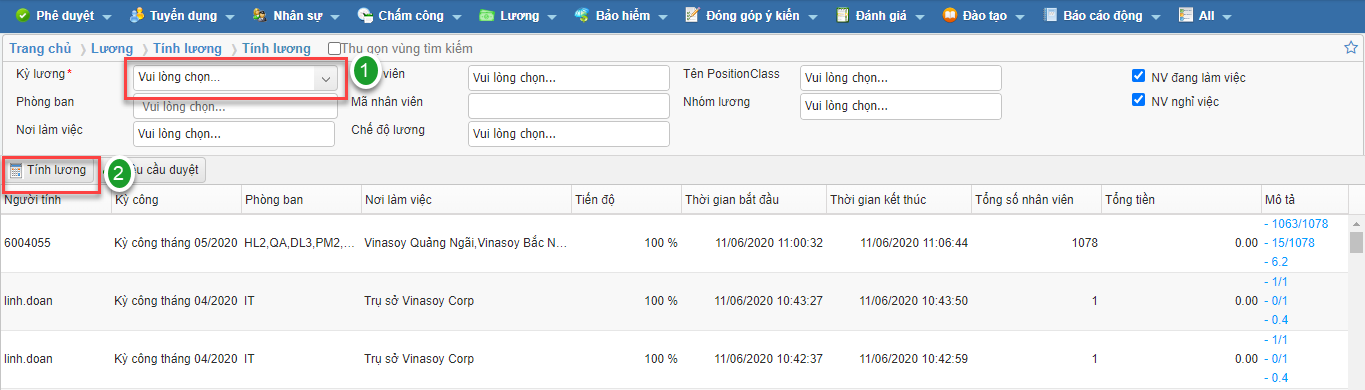 Phê duyệt Tuyển dụng Nhân sự Chấm công Lương Bảo hiểm Đóng góp ý kiến Đánh giá Đào tạo Báo cáo động All
Trang chủ Lương Tính lương Tính lương Thu gọn vùng tìm kiếm
Kỳ lương * Vui lòng chọn... 1 viên Vui lòng chọn... Tên PositionClass Vui lòng chọn... NV đang làm việc
Phòng ban Vui lòng chọn... Mã nhân viên Nhóm lương Vui lòng chọn... NV nghỉ việc
Nơi làm việc Vui lòng chọn... Chế độ lương Vui lòng chọn...
Tính lương 2 cầu duyệt
Người tính Kỳ công Phòng ban Nơi làm việc Tiến độ Thời gian bắt đầu Thời gian kết thúc Tổng số nhân viên Tổng tiền Mô tả
- 1063/1078
6004055 Kỳ công tháng 05/2020 HL2,QA,DL3,PM2,... Vinasoy Quảng Ngãi,Vinasoy Bắc N... 100 % 11/06/2020 11:00:32 11/06/2020 11:06:44 1078 0.00 - 15/1078
- 6.2
- 1/1
linh.doan Kỳ công tháng 04/2020 IT Trụ sở Vinasoy Corp 100 % 11/06/2020 10:43:27 11/06/2020 10:43:50 1 0.00 - 0/1
- 0.4
- 1/1
linh.doan Kỳ công tháng 04/2020 IT Trụ sở Vinasoy Corp 100 % 11/06/2020 10:42:37 11/06/2020 10:42:59 1 0.00 - 0/1
- 0.4